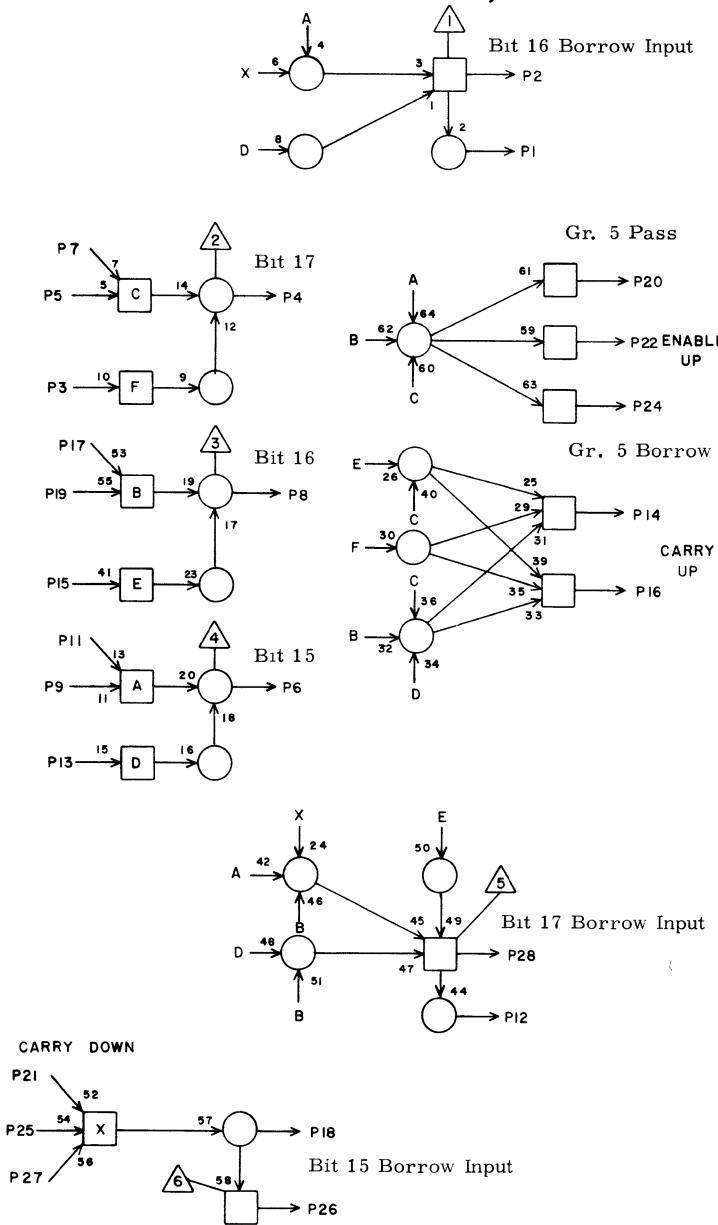 A
1
Bit 16 Borrow Input
X 6 4 3 P2
1
D 8 2 P1
Gr. 5 Pass
P7 2 Bit 17
7
P5 5 C 14 P4
12
P3 10 F 9
A
61 P20
64
B 62 59 P22 ENABLE
UP
60
63 P24
C
P17 3 Bit 16
53
P19 55 B 19 P8
17
P15 41 E 23
Gr. 5 Borrow
E 26 25
40 29 P14
C 31
F 30 CARRY
UP
39
C 35 P16
36 33
B 32
34
D
P11 4 Bit 15
13
P9 11 A 20 P6
18
P13 15 D 16
X E
24 50
A 42 5
46 45 49 Bit 17 Borrow Input
B
D 48 47 P28
51 44
B P12
CARRY DOWN
P21
52
P25 54 X 57 P18
56
P27 58 Bit 15 Borrow Input
6
P26